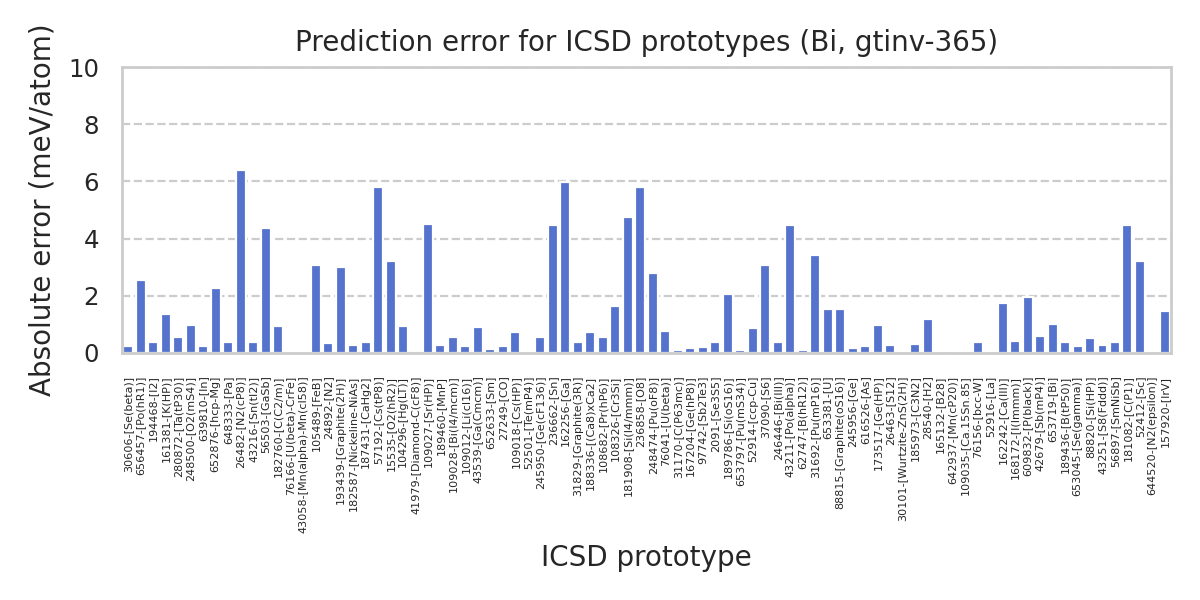 Prediction error for ICSD prototypes (Bi, gtinv-365)
Absolute error (meV/atom)
10
8
6
4
2
0
30606-[Se(beta)]
656457-[Po(hR1)]
194468-[I2]
161381-[K(HP)]
280872-[Ta(tP30)]
248500-[O2(mS4)]
639810-[In]
652876-[hcp-Mg]
648333-[Pa]
26482-[N2(cP8)]
43216-[Sn(tI2)]
56503-[GaSb]
182760-[C(C2/m)]
76166-[U(beta)-CrFe]
43058-[Mn(alpha)-Mn(cI58)]
105489-[FeB]
24892-[N2]
193439-[Graphite(2H)]
182587-[Nickeline-NiAs]
187431-[CaHg2]
57192-[Cs(tP8)]
15535-[O2(hR2)]
104296-[Hg(LT)]
41979-[Diamond-C(cF8)]
109027-[Sr(HP)]
189460-[MnP]
109028-[Bi(I4/mcm)]
109012-[Li(cI16)]
43539-[Ga(Cmcm)]
652633-[Sm]
27249-[CO]
109018-[Cs(HP)]
52501-[Te(mP4)]
245950-[Ge(cF136)]
236662-[Sn]
162256-[Ga]
31829-[Graphite(3R)]
188336-[(Ca8)xCa2]
108682-[Pr(hP6)]
108326-[Cr3Si]
181908-[Si(I4/mmm)]
236858-[O8]
248474-[Pu(oF8)]
76041-[U(beta)]
31170-[C(P63mc)]
167204-[Ge(hP8)]
97742-[Sb2Te3]
2091-[Se3S5]
189786-[Si(oS16)]
653797-[Pu(mS34)]
52914-[ccp-Cu]
37090-[S6]
246446-[Bi(III)]
43211-[Po(alpha)]
62747-[B(hR12)]
31692-[Pu(mP16)]
653381-[U]
88815-[Graphite(oS16)]
245956-[Ge]
616526-[As]
173517-[Ge(HP)]
26463-[S12]
30101-[Wurtzite-ZnS(2H)]
185973-[C3N2]
28540-[H2]
165132-[B28]
642937-[Mn(cP20)]
109035-[Ca.15Sn.85]
76156-[bcc-W]
52916-[La]
162242-[Ca(III)]
168172-[I(Immm)]
609832-[P(black)]
42679-[Sb(mP4)]
653719-[Bi]
189436-[B(tP50)]
653045-[Se(gamma)]
88820-[Si(HP)]
43251-[S8(Fddd)]
56897-[SmNiSb]
181082-[C(P1)]
52412-[Sc]
644520-[N2(epsilon)]
157920-[IrV]
ICSD prototype